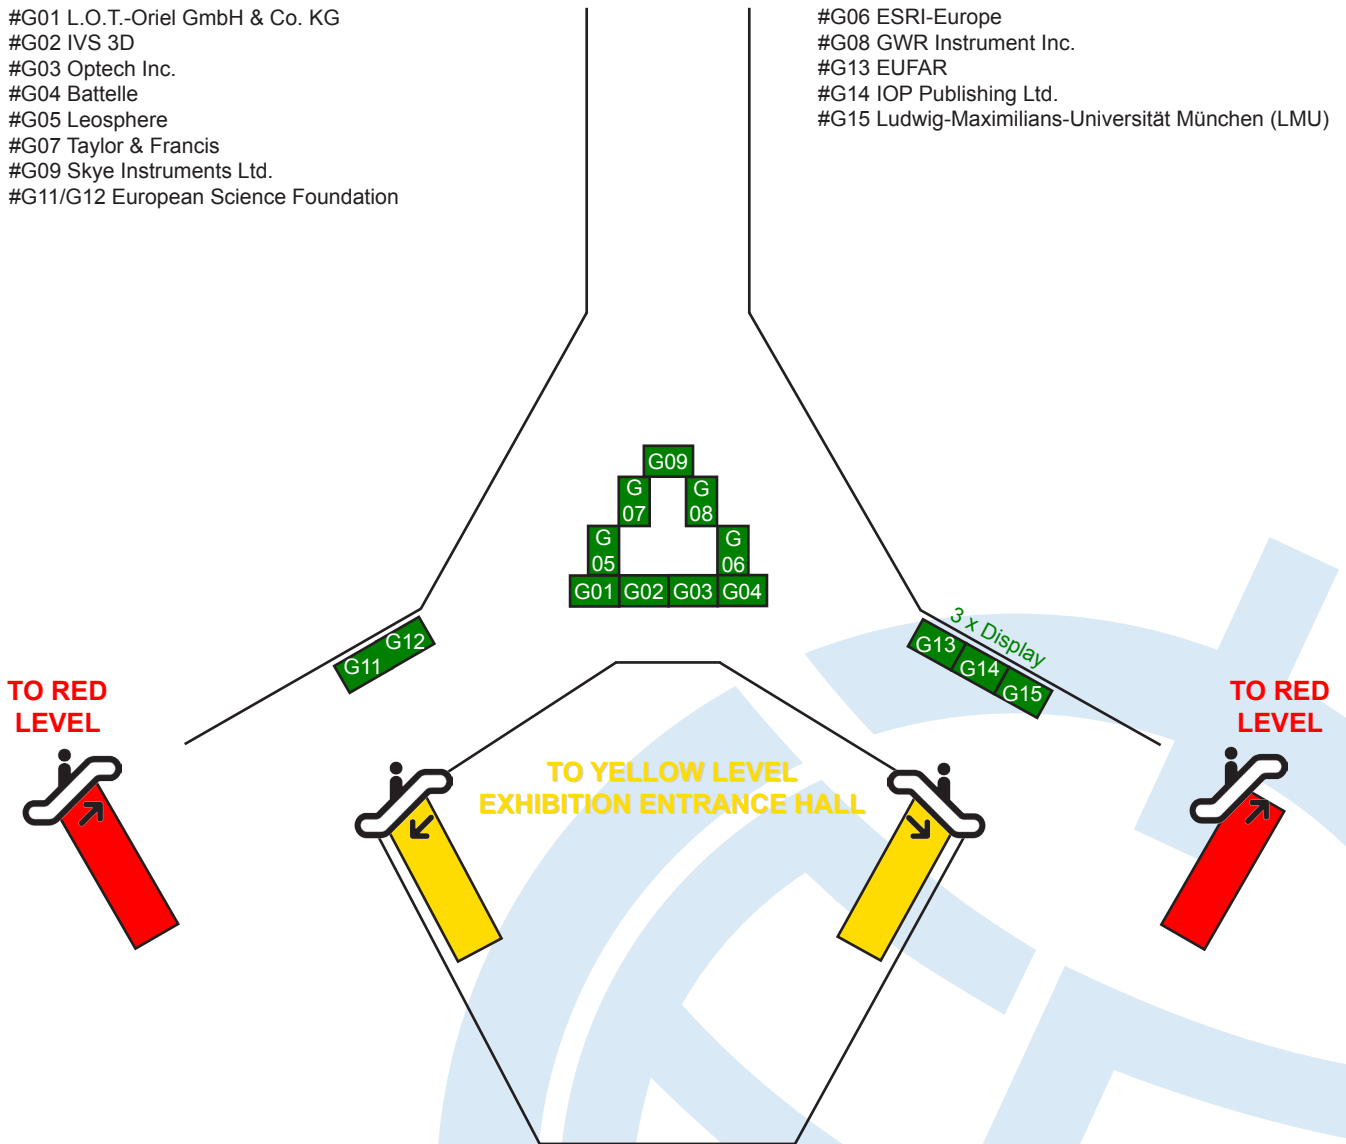 #G01 L.O.T.-Oriel GmbH & Co. KG
#G02 IVS 3D
#G03 Optech Inc.
#G04 Battelle
#G05 Leosphere
#G07 Taylor & Francis
#G09 Skye Instruments Ltd.
#G11/G12 European Science Foundation
#G06 ESRI-Europe
#G08 GWR Instrument Inc.
#G13 EUFAR
#G14 IOP Publishing Ltd.
#G15 Ludwig-Maximilians-Universität München (LMU)
G09
G
07
G
08
G
05
G
06
G01 G02 G03 G04
G11 G12
3 x Display
G13 G14 G15
TO RED
LEVEL
TO YELLOW LEVEL
EXHIBITION ENTRANCE HALL
TO RED
LEVEL